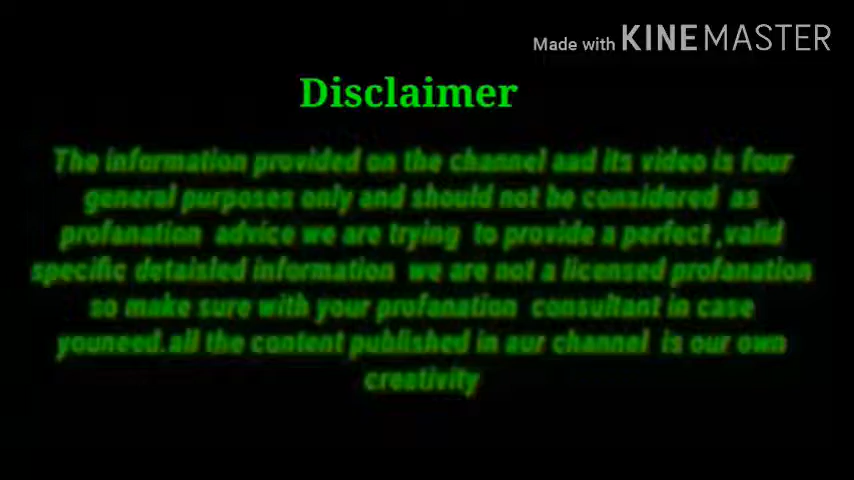 Made with KINEMASTER
Disclaimer
The information provided on the channel aad its video is four
general purposes only and should not be considered as
profanation advice we are trying to provide a perfect ,valid
specific detaisled information we are not a licensed profanation
so make sure with your profanation consultant in case
youneed.all the content published in aur channel is our own
creativity